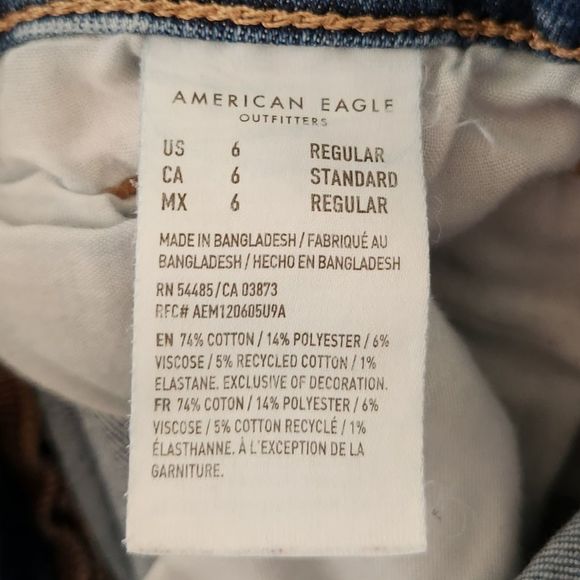 AMERICAN EAGLE
OUTFITTERS
US 6 REGULAR
CA 6 STANDARD
MX 6 REGULAR
MADE IN BANGLADESH / FABRIQUÉ AU
BANGLADESH / HECHO EN BANGLADESH
RN 54485/CA 03873
RFC# AEM120605U9A
EN 74% COTTON / 14% POLYESTER / 6%
VISCOSE / 5% RECYCLED COTTON / 1%
ELASTANE. EXCLUSIVE OF DECORATION.
FR 74% COTON / 14% POLYESTER / 6%
VISCOSE / 5% COTTON RECYCLÉ / 1%
ÉLASTHANNE. À L'EXCEPTION DE LA
GARNITURE.